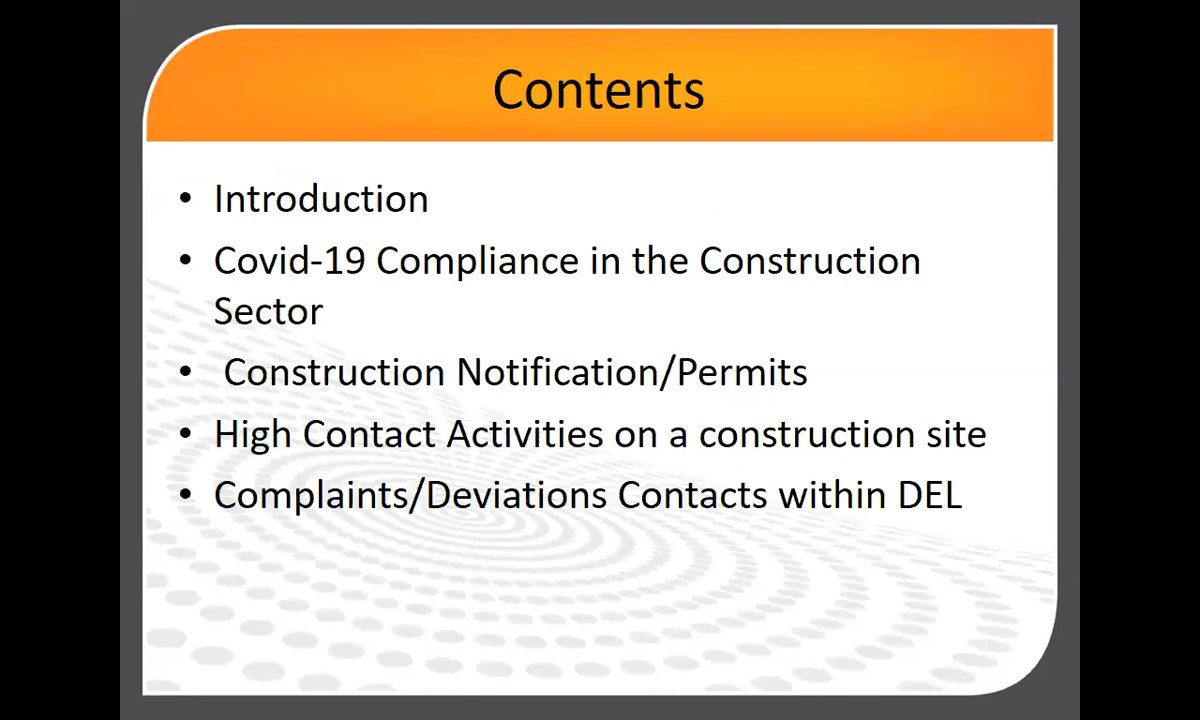 Contents
• Introduction
• Covid-19 Compliance in the Construction
Sector
• Construction Notification/Permits
• High Contact Activities on a construction site
• Complaints/Deviations Contacts within DEL